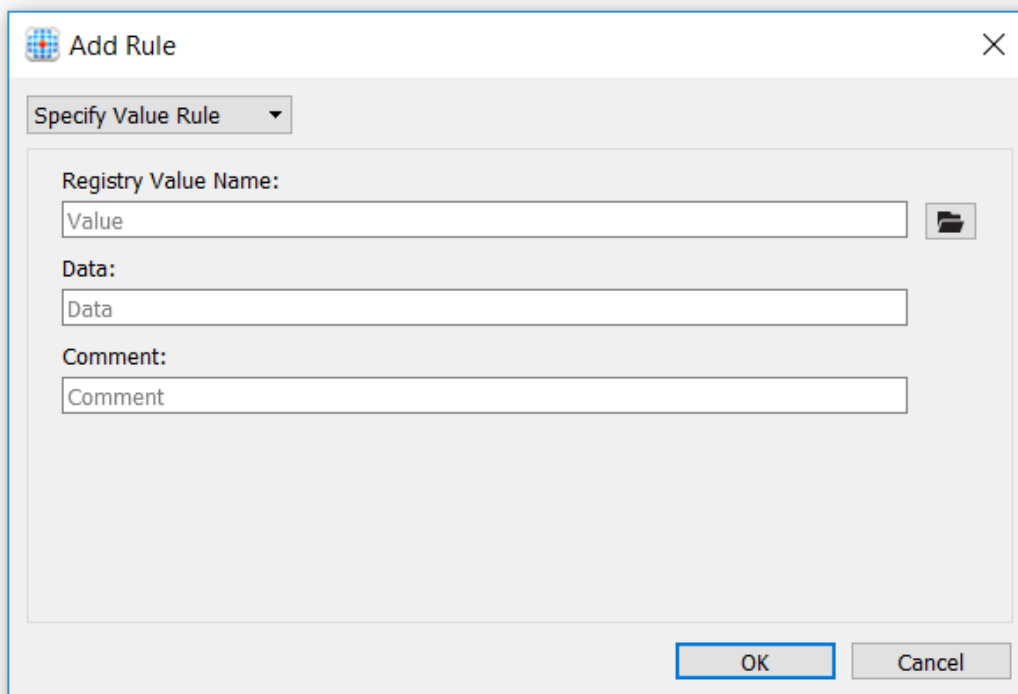 Add Rule
Specify Value Rule
Registry Value Name:
Value
Data:
Data
Comment:
Comment
OK Cancel